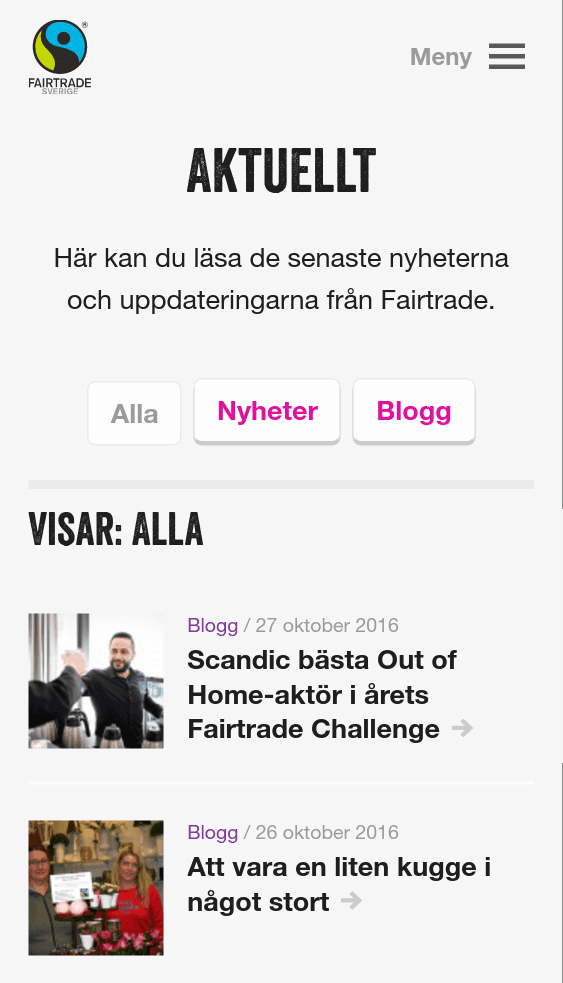 ®
FAIRTRADE
SVERIGE
Meny
AKTUELLT
Här kan du läsa de senaste nyheterna
och uppdateringarna från Fairtrade.
Alla
Nyheter
Blogg
VISAR: ALLA
Blogg / 27 oktober 2016
Scandic bästa Out of
Home-aktör i årets
Fairtrade Challenge
Blogg / 26 oktober 2016
Att vara en liten kugge i
något stort